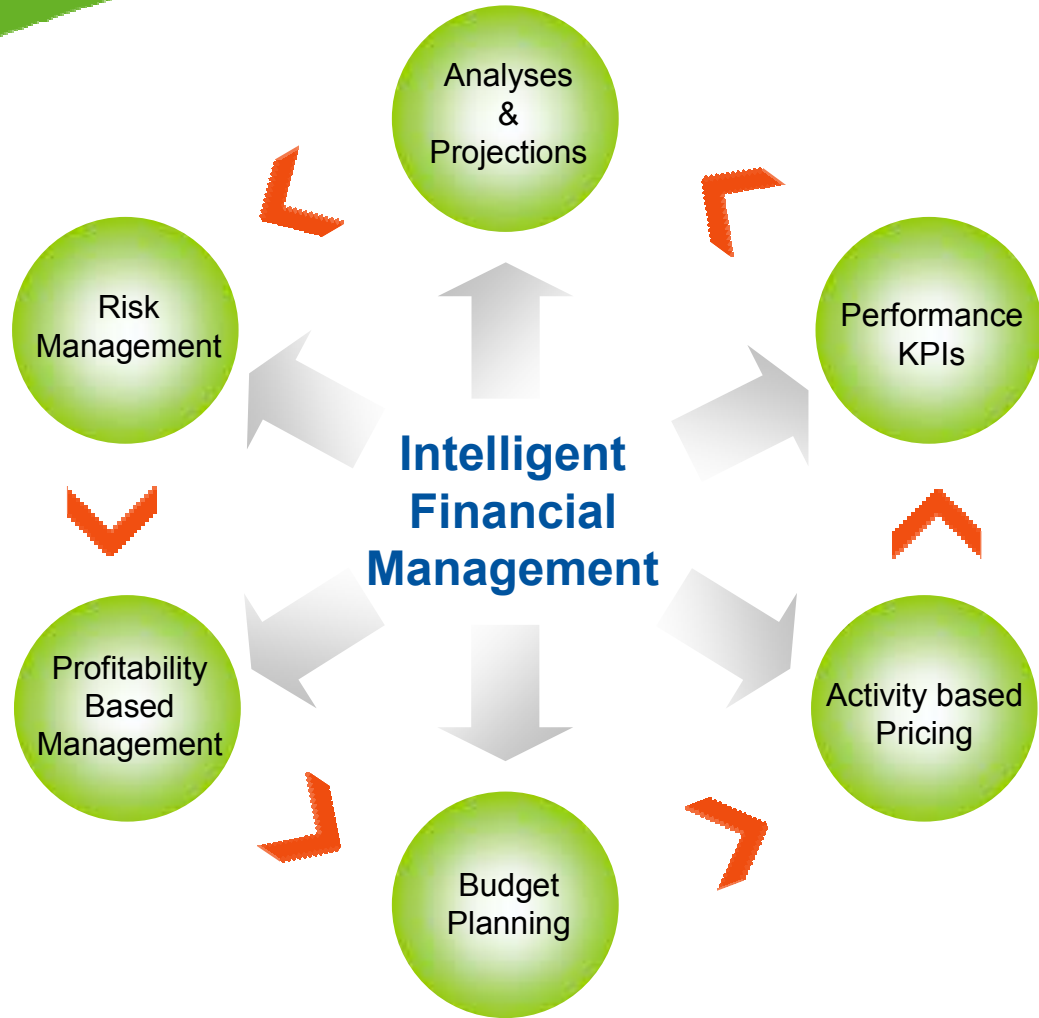 Analyses
&
Projections
Risk
Management
Performance
KPIs
Intelligent
Financial
Management
Profitability
Based
Management
Activity based
Pricing
Budget
Planning